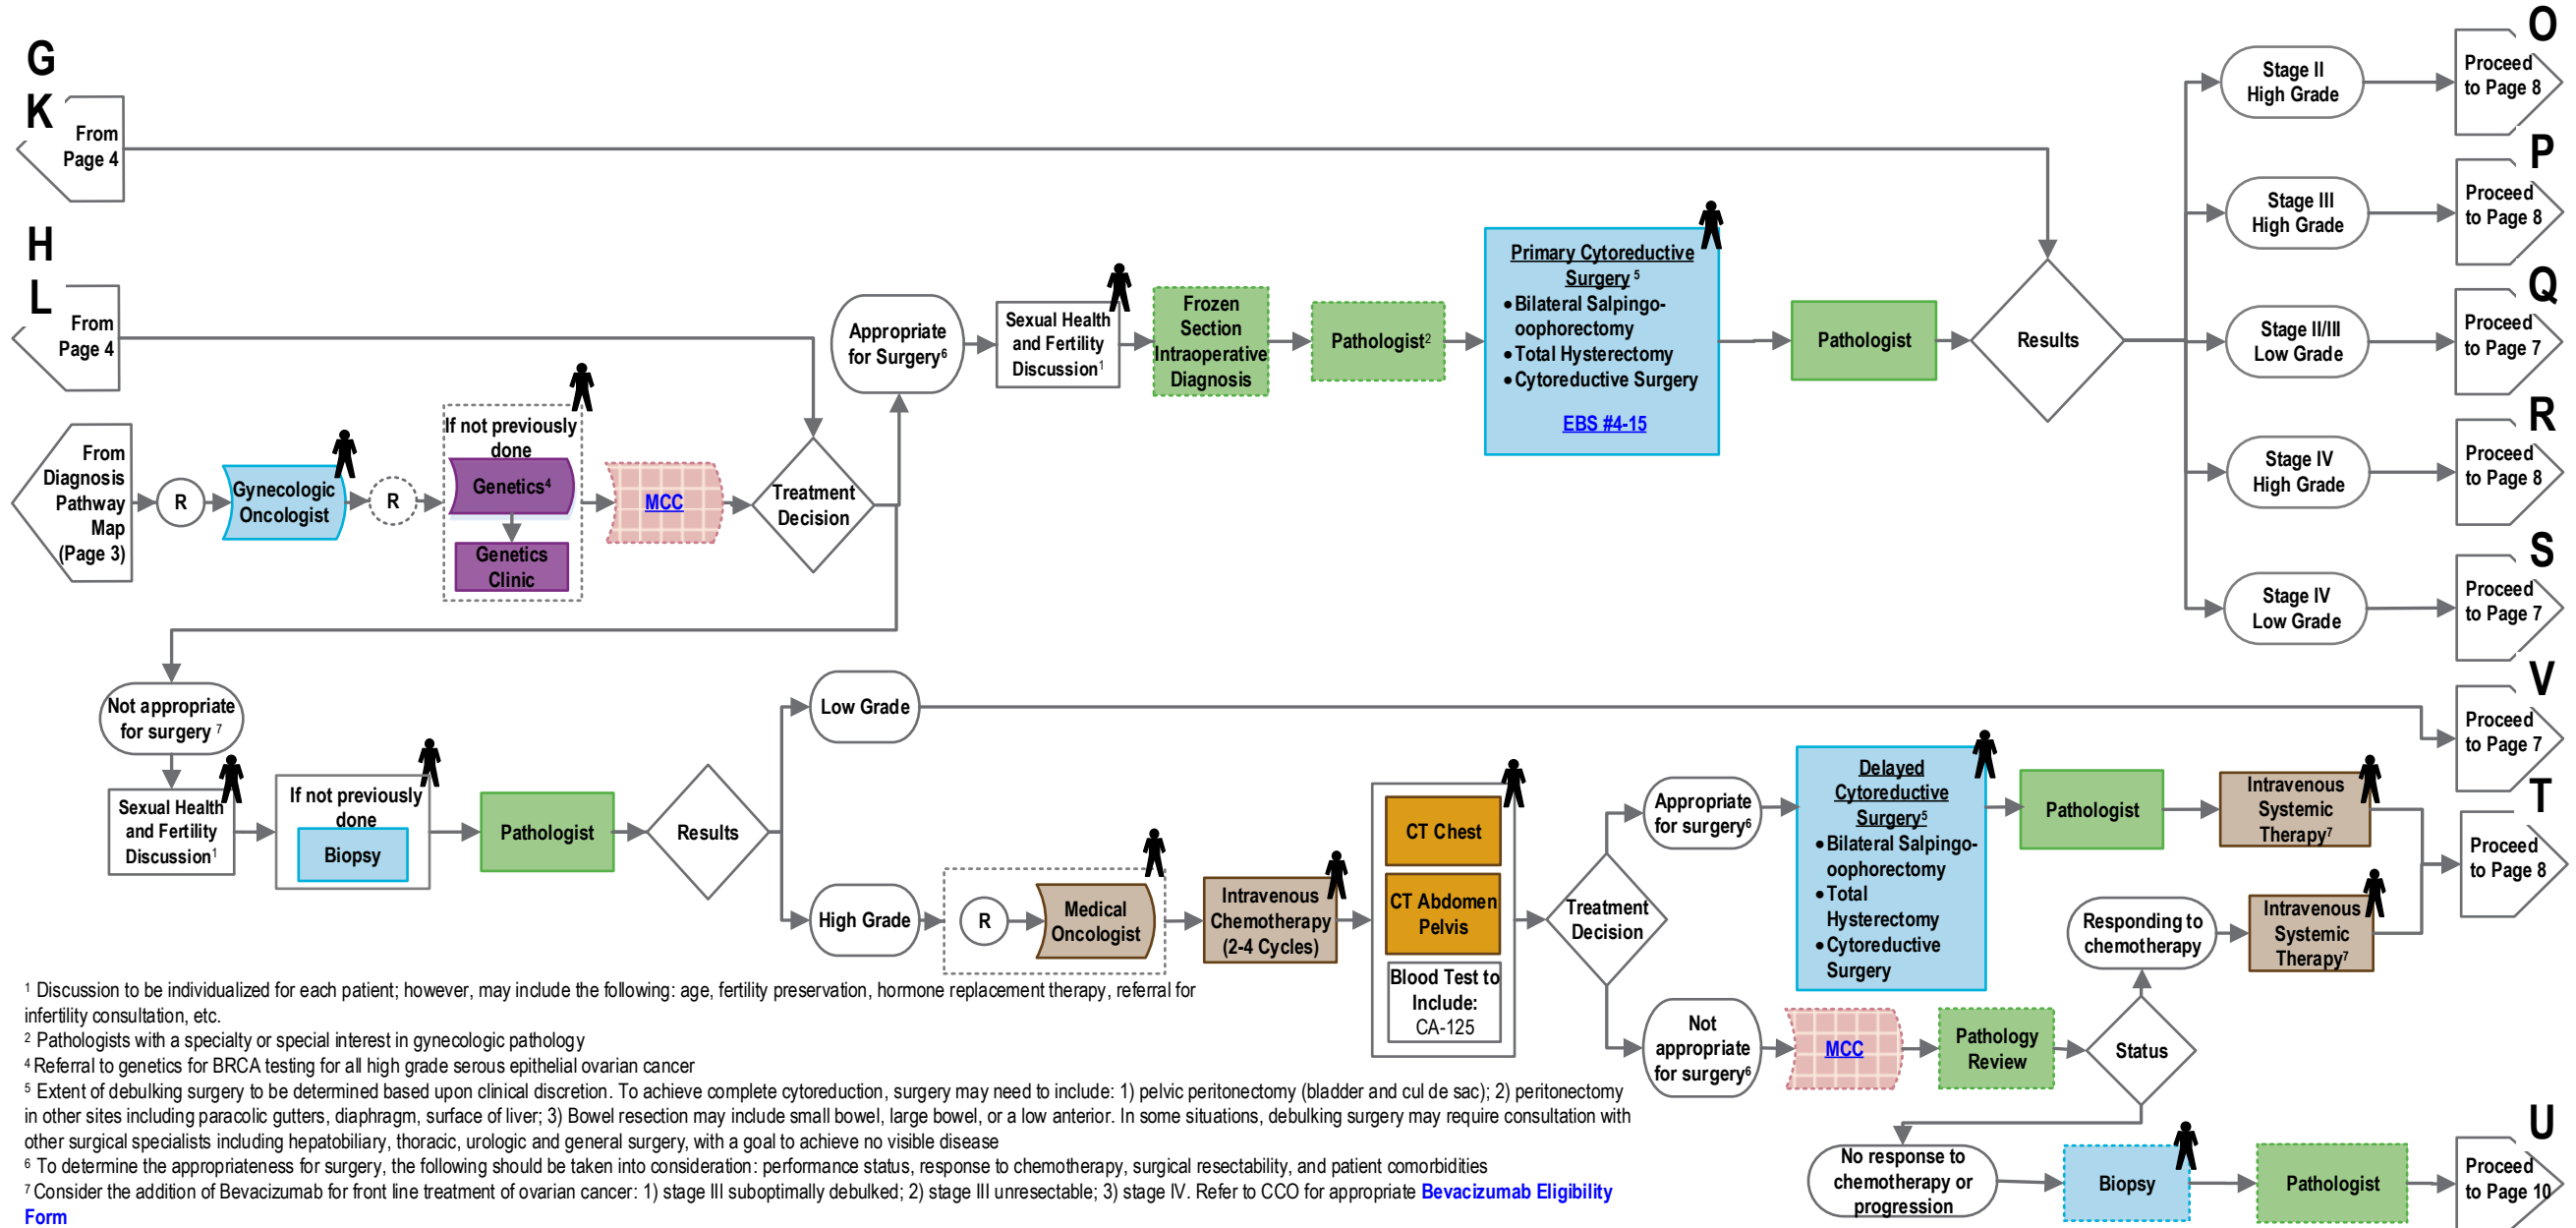 G
K
From
Page 4
H
L
From
Page 4
From
Diagnosis
Pathway
Map
(Page 3)
R
Gynecologic
Oncologist
R
If not previously
done
Genetics4
Genetics
Clinic
MCC
Treatment
Decision
Appropriate
for Surgery6
Sexual Health
and Fertility
Discussion1
Frozen
Section
Intraoperative
Diagnosis
Pathologist2
Primary Cytoreductive
Surgery 5
• Bilateral Salpingo-
oophorectomy
• Total Hysterectomy
• Cytoreductive Surgery
EBS #4-15
Pathologist
Results
Stage II
High Grade
O
Proceed
to Page 8
Stage III
High Grade
P
Proceed
to Page 8
Stage II/III
Low Grade
Q
Proceed
to Page 7
Stage IV
High Grade
R
Proceed
to Page 8
Stage IV
Low Grade
S
Proceed
to Page 7
Not appropriate
for surgery 7
Sexual Health
and Fertility
Discussion1
If not previously
done
Biopsy
Pathologist
Results
Low Grade
V
Proceed
to Page 7
High Grade
R
Medical
Oncologist
Intravenous
Chemotherapy
(2-4 Cycles)
CT Chest
CT Abdomen
Pelvis
Blood Test to
Include:
CA-125
Treatment
Decision
Appropriate
for surgery6
Delayed
Cytoreductive
Surgery5
• Bilateral Salpingo-
oophorectomy
• Total
Hysterectomy
• Cytoreductive
Surgery
Pathologist
Intravenous
Systemic
Therapy7
T
Proceed
to Page 8
Not
appropriate
for surgery6
MCC
Pathology
Review
Status
Responding to
chemotherapy
Intravenous
Systemic
Therapy7
No response to
chemotherapy or
progression
Biopsy
Pathologist
U
Proceed
to Page 10
1 Discussion to be individualized for each patient; however, may include the following: age, fertility preservation, hormone replacement therapy, referral for
infertility consultation, etc.
2 Pathologists with a specialty or special interest in gynecologic pathology
4 Referral to genetics for BRCA testing for all high grade serous epithelial ovarian cancer
5 Extent of debulking surgery to be determined based upon clinical discretion. To achieve complete cytoreduction, surgery may need to include: 1) pelvic peritonectomy (bladder and cul de sac); 2) peritonectomy
in other sites including paracolic gutters, diaphragm, surface of liver; 3) Bowel resection may include small bowel, large bowel, or a low anterior. In some situations, debulking surgery may require consultation with
other surgical specialists including hepatobiliary, thoracic, urologic and general surgery, with a goal to achieve no visible disease
6 To determine the appropriateness for surgery, the following should be taken into consideration: performance status, response to chemotherapy, surgical resectability, and patient comorbidities
7 Consider the addition of Bevacizumab for front line treatment of ovarian cancer: 1) stage III suboptimally debulked; 2) stage III unresectable; 3) stage IV. Refer to CCO for appropriate Bevacizumab Eligibility
Form